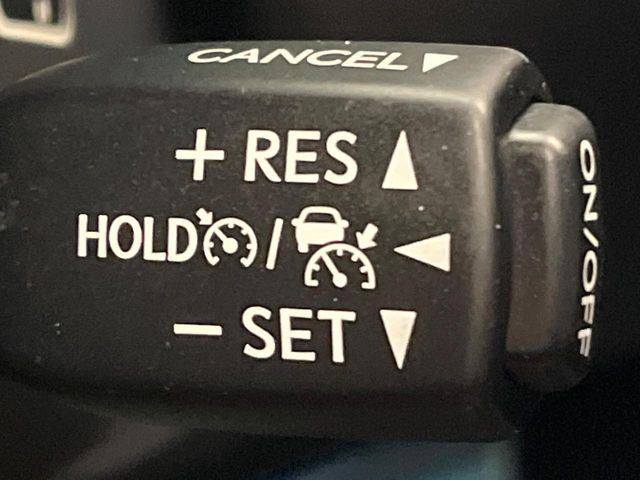 CANCEL
+ RES
HOLD /
- SET
ON/OFF